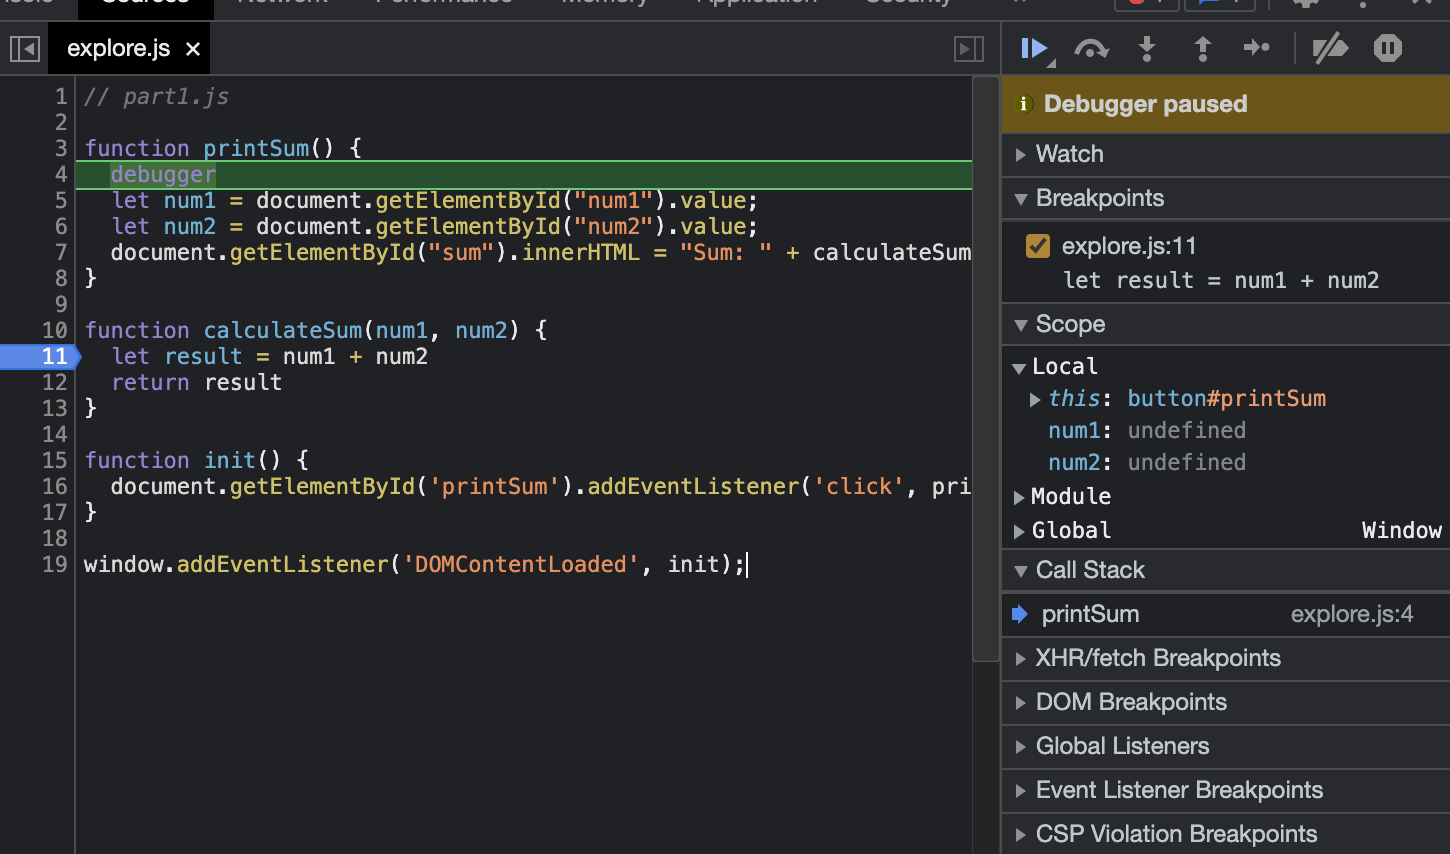 Sources
explore.js ×
1 // part1.js
2
3 function printSum() {
4 debugger
5 let num1 = document.getElementById("num1").value;
6 let num2 = document.getElementById("num2").value;
7 document.getElementById("sum").innerHTML = "Sum: " + calculateSum
8 }
9
10 function calculateSum(num1, num2) {
11 let result = num1 + num2
12 return result
13 }
14
15 function init() {
16 document.getElementById('printSum').addEventListener('click', pri
17 }
18
19 window.addEventListener('DOMContentLoaded', init);
Debugger paused
Watch
Breakpoints
explore.js:11
let result = num1 + num2
Scope
Local
this: button#printSum
num1: undefined
num2: undefined
Module
Global Window
Call Stack
printSum explore.js:4
XHR/fetch Breakpoints
DOM Breakpoints
Global Listeners
Event Listener Breakpoints
CSP Violation Breakpoints